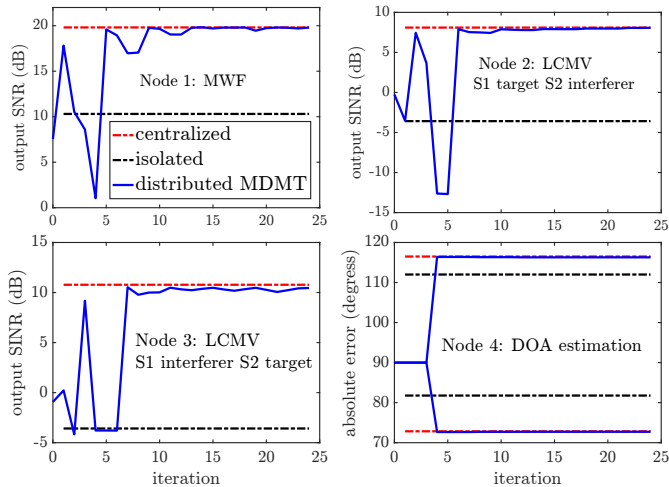 20
15
10
5
0
output SNR (dB)
Node 1: MWF
centralized
isolated
distributed MDMT
0 5 10 15 20 25
10
5
0
-5
-10
-15
output SINR (dB)
Node 2: LCMV
S1 target S2 interferer
0 5 10 15 20 25
15
10
5
0
-5
output SINR (dB)
Node 3: LCMV
S1 interferer S2 target
0 5 10 15 20 25
iteration
120
110
100
90
80
70
absolute error (degress)
Node 4: DOA estimation
0 5 10 15 20 25
iteration